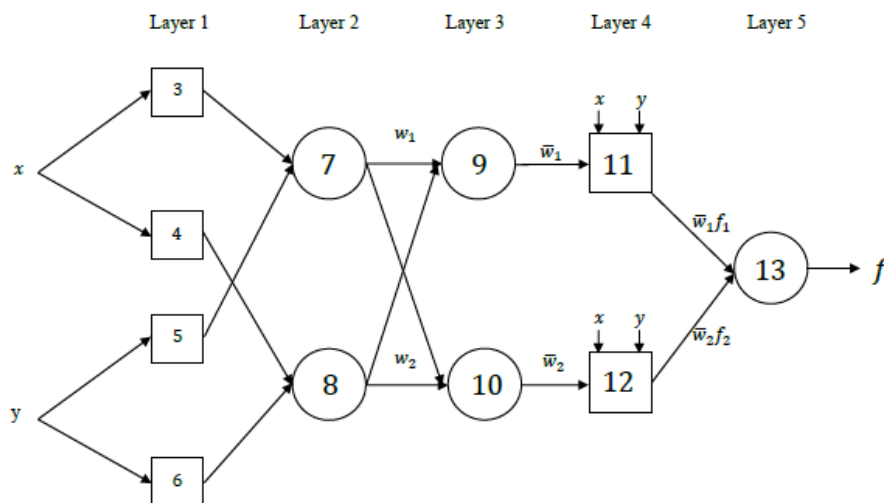 Layer 1 Layer 2 Layer 3 Layer 4 Layer 5
3
x y
w₁ w̅₁
x
7 9 11
4
w̅₁f₁
13 f
5
x y
w̅₂f₂
w₂ w̅₂
8 10 12
y
6